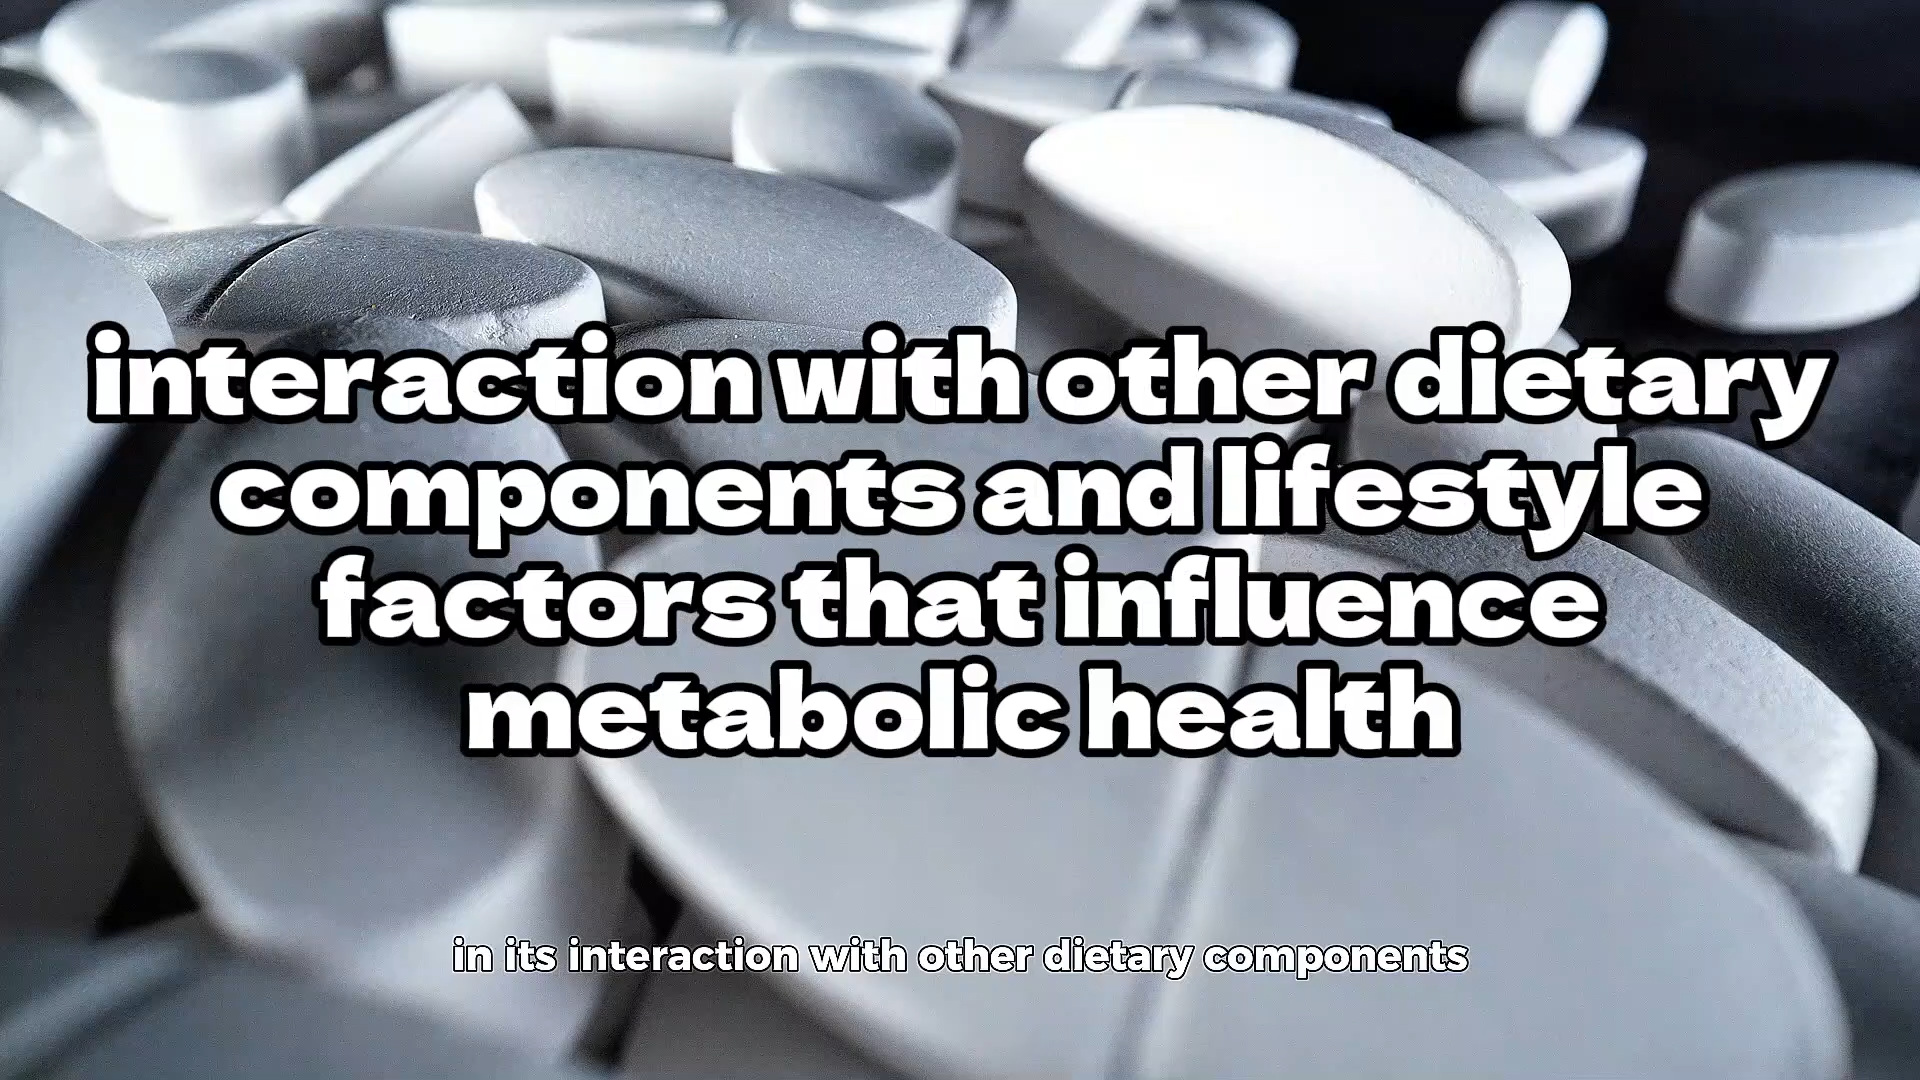 interaction with other dietary
components and lifestyle
factors that influence
metabolic health
in its interaction with other dietary components